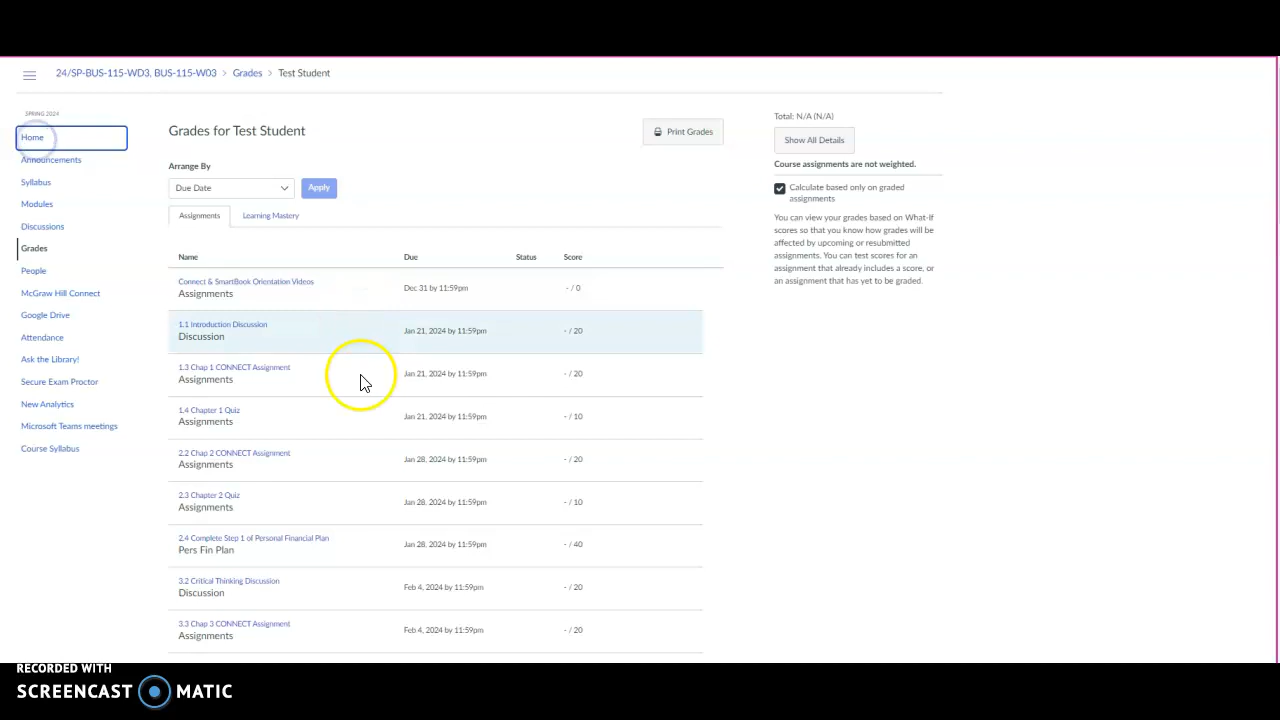 24/SP-BUS-115-WD3, BUS-115-W03 > Grades > Test Student
SPRING 2024
Home
Announcements
Syllabus
Modules
Discussions
Grades
People
McGraw Hill Connect
Google Drive
Attendance
Ask the Library!
Secure Exam Proctor
New Analytics
Microsoft Teams meetings
Course Syllabus
Grades for Test Student
Print Grades
Arrange By
Due Date
Apply
Assignments Learning Mastery
Name Due Status Score
Connect & SmartBook Orientation Videos
Assignments
Dec 31 by 11:59pm - / 0
1.1 Introduction Discussion
Discussion
Jan 21, 2024 by 11:59pm - / 20
1.3 Chap 1 CONNECT Assignment
Assignments
Jan 21, 2024 by 11:59pm - / 20
1.4 Chapter 1 Quiz
Assignments
Jan 21, 2024 by 11:59pm - / 10
2.2 Chap 2 CONNECT Assignment
Assignments
Jan 28, 2024 by 11:59pm - / 20
2.3 Chapter 2 Quiz
Assignments
Jan 28, 2024 by 11:59pm - / 10
2.4 Complete Step 1 of Personal Financial Plan
Pers Fin Plan
Jan 28, 2024 by 11:59pm - / 40
3.2 Critical Thinking Discussion
Discussion
Feb 4, 2024 by 11:59pm - / 20
3.3 Chap 3 CONNECT Assignment
Assignments
Feb 4, 2024 by 11:59pm - / 20
Total: N/A (N/A)
Show All Details
Course assignments are not weighted.
Calculate based only on graded
assignments
You can view your grades based on What-If
scores so that you know how grades will be
affected by upcoming or resubmitted
assignments. You can test scores for an
assignment that already includes a score, or
an assignment that has yet to be graded.
RECORDED WITH
SCREENCAST MATIC